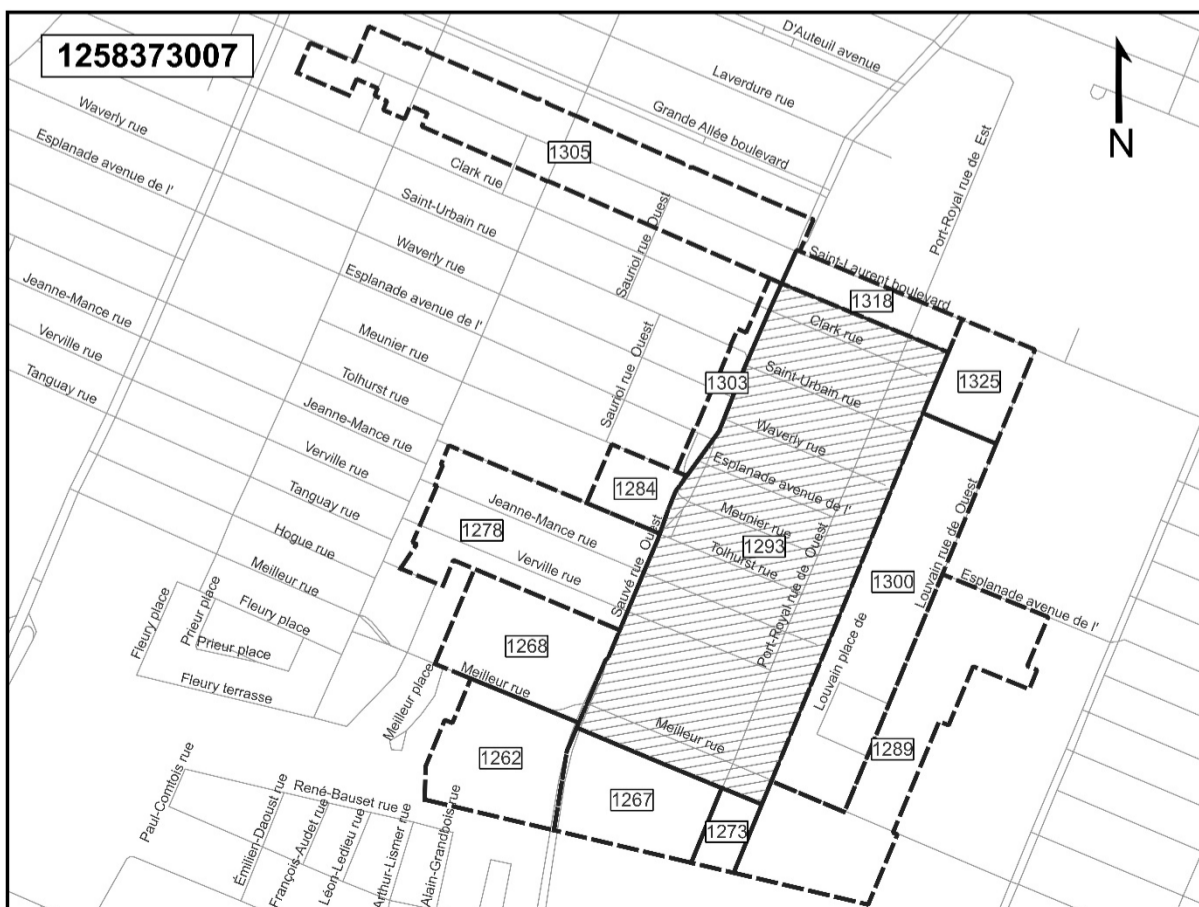 1258373007
D'Auteuil avenue
Laverdure rue
Grande Allée boulevard
Port-Royal rue de Est
N
Waverly rue
Esplanade avenue de l'
1305
Clark rue
Saint-Urbain rue
Sauriol rue Ouest
Waverly rue
Esplanade avenue de l'
Saint-Laurent boulevard
1318
Jeanne-Mance rue
Verville rue
Tanguay rue
Meunier rue
Tolhurst rue
Jeanne-Mance rue
Verville rue
Tanguay rue
Hogue rue
Meilleur rue
Sauriol rue Ouest
Clark rue
Saint-Urbain rue
Waverly rue
Esplanade avenue de l'
Meunier rue
Tolhurst rue
1303
1325
1284
1278
Jeanne-Mance rue
Verville rue
Sauvé rue Ouest
1293
Port-Royal rue de Ouest
1300
Louvain rue de Ouest
Esplanade avenue de l'
Fleury place
Prieur place
Fleury place
Prieur place
Fleury terrasse
Meilleur place
1268
Meilleur rue
Meilleur rue
Louvain place de
1289
1262
1267
1273
Paul-Comtois rue
René-Bauset rue
Émilien-Daoust rue
François-Audet rue
Léon-Ledieu rue
Arthur-Lismer rue
Alain-Grandbois rue